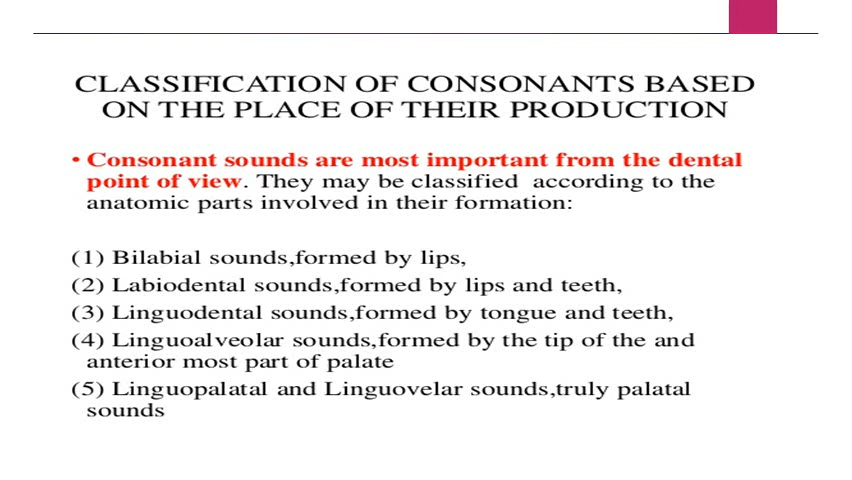 CLASSIFICATION OF CONSONANTS BASED
ON THE PLACE OF THEIR PRODUCTION
• Consonant sounds are most important from the dental
point of view. They may be classified  according to the
anatomic parts involved in their formation:
(1) Bilabial sounds,formed by lips,
(2) Labiodental sounds,formed by lips and teeth,
(3) Linguodental sounds,formed by tongue and teeth,
(4) Linguoalveolar sounds,formed by the tip of the and
anterior most part of palate
(5) Linguopalatal and Linguovelar sounds,truly palatal
sounds